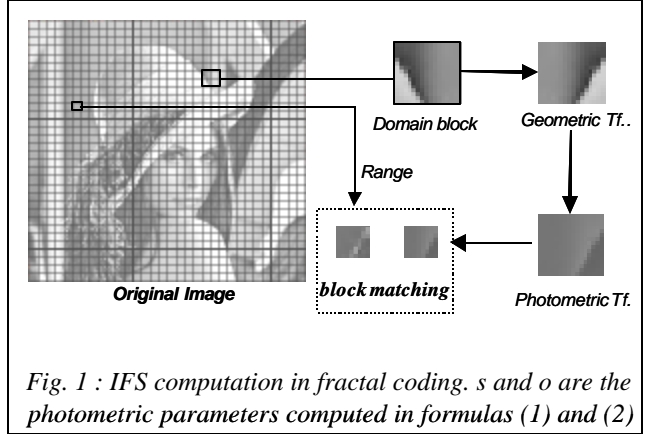 Domain block
Geometric Tf..
Range
block matching
Photometric Tf.
Original Image
Fig. 1 : IFS computation in fractal coding. s and o are the
photometric parameters computed in formulas (1) and (2)